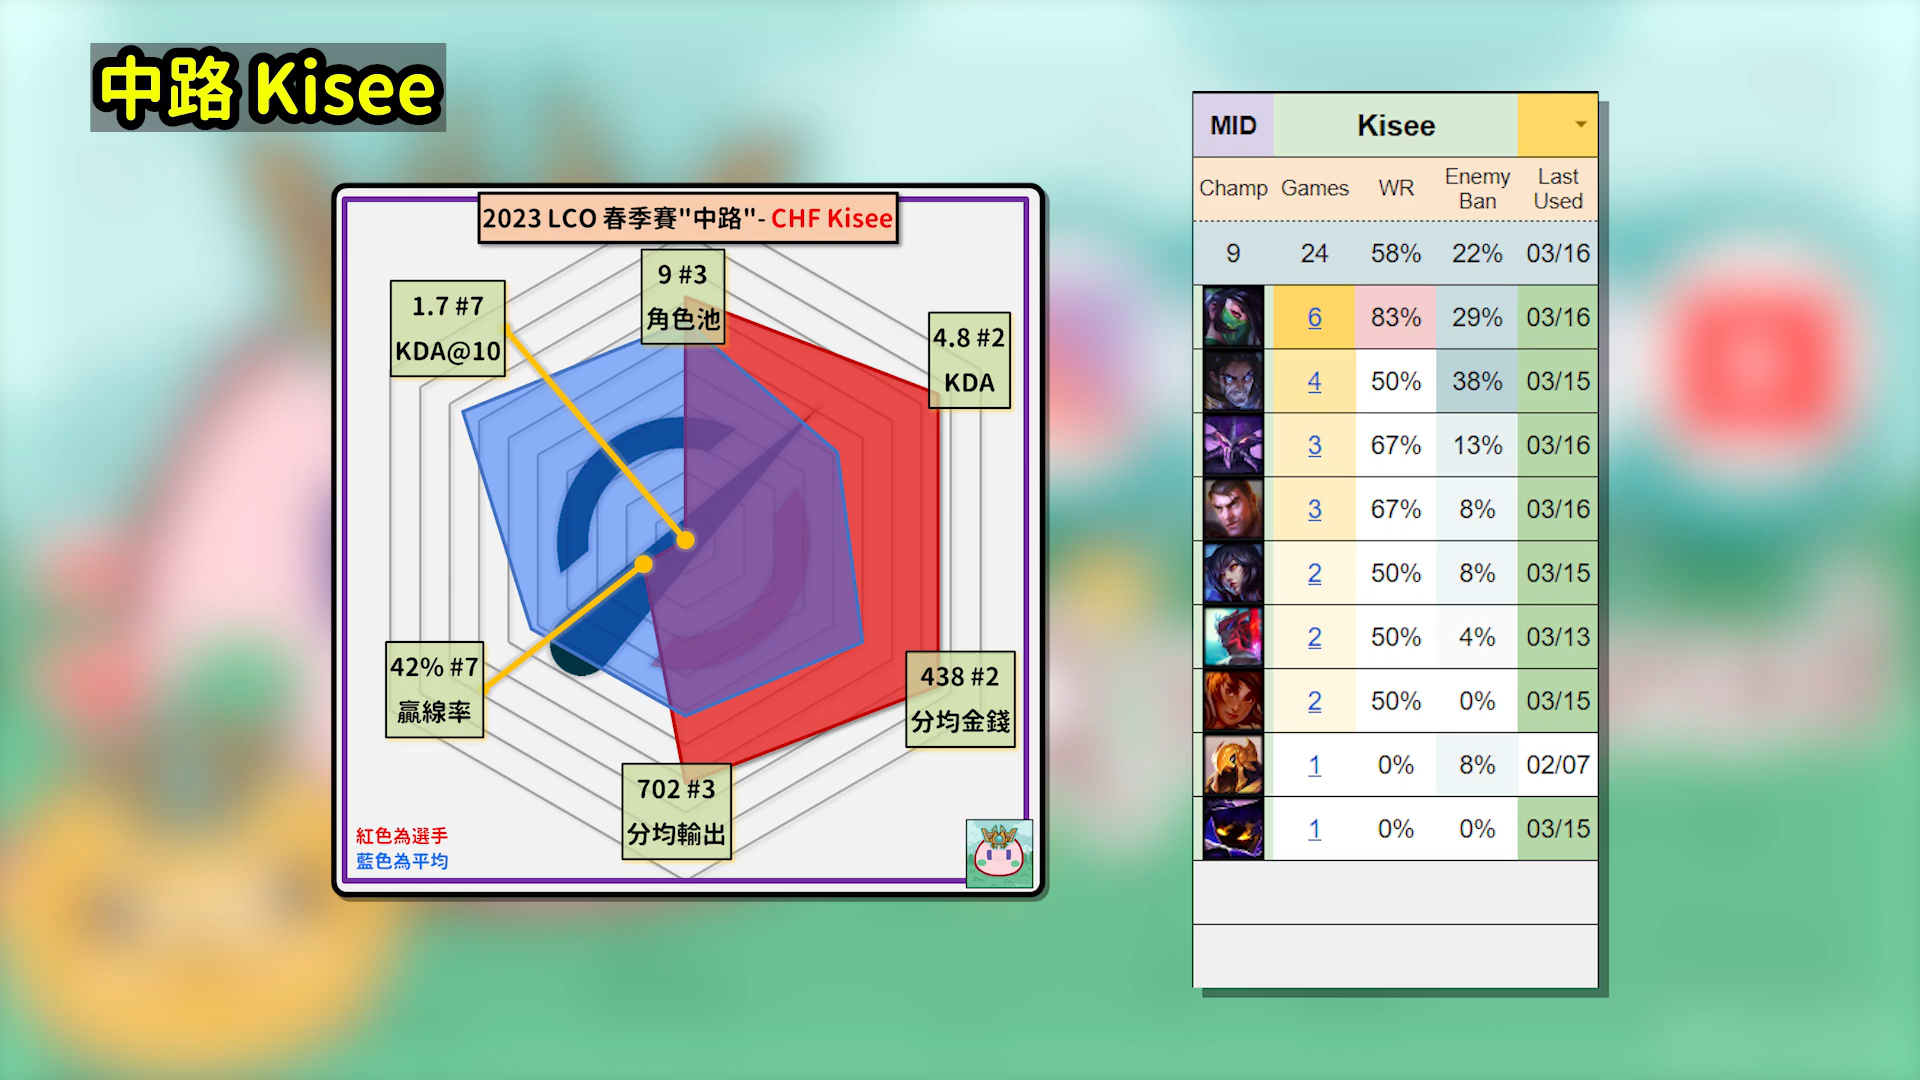 中路 Kisee
2023 LCO 春季賽"中路"- CHF Kisee
9 #3
角色池
1.7 #7
KDA@10
4.8 #2
KDA
42% #7
贏線率
438 #2
分均金錢
702 #3
分均輸出
紅色為選手
藍色為平均
MID Kisee
Champ Games WR Enemy Ban Last Used
9 24 58% 22% 03/16
6 83% 29% 03/16
4 50% 38% 03/15
3 67% 13% 03/16
3 67% 8% 03/16
2 50% 8% 03/15
2 50% 4% 03/13
2 50% 0% 03/15
1 0% 8% 02/07
1 0% 0% 03/15